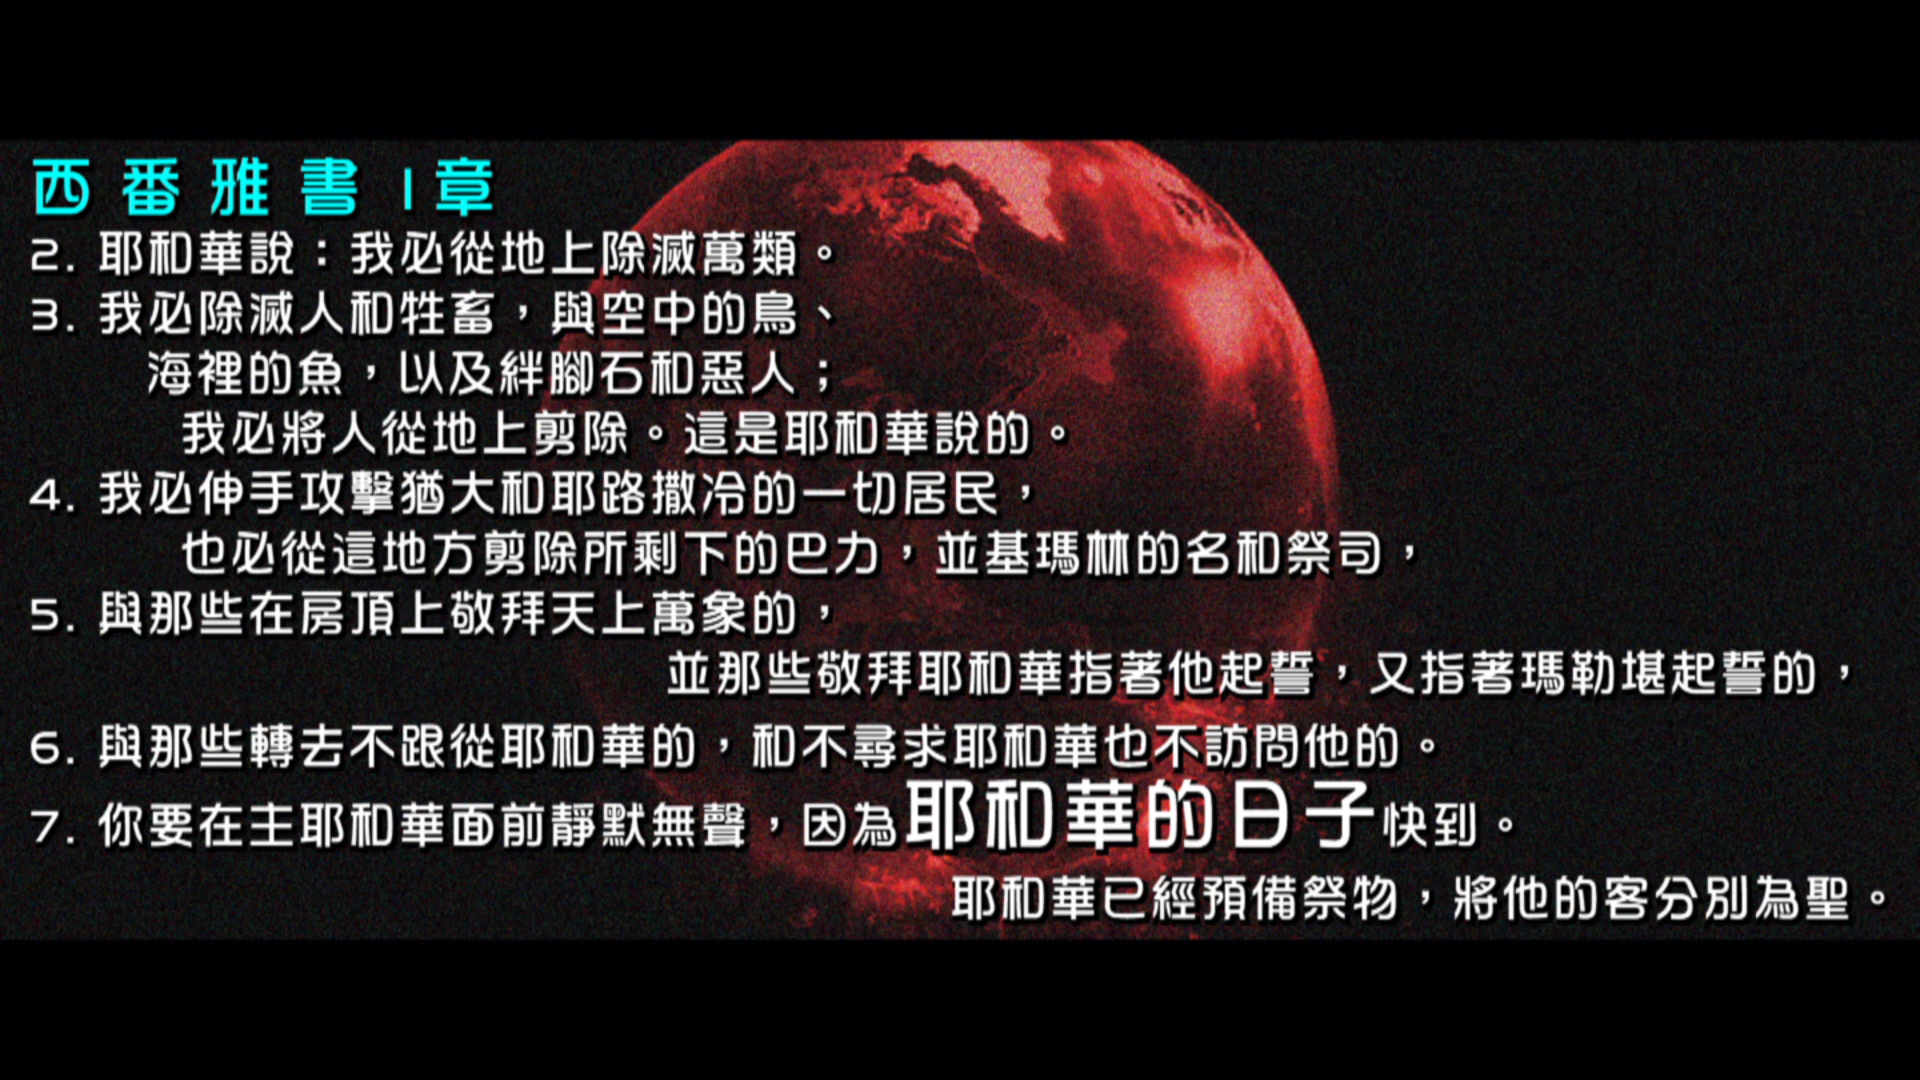 西番雅書1章
2. 耶和華說：我必從地上除滅萬類。
3. 我必除滅人和牲畜，與空中的鳥、
海裡的魚，以及絆腳石和惡人；
我必將人從地上剪除。這是耶和華說的。
4. 我必伸手攻擊猶大和耶路撒冷的一切居民，
也必從這地方剪除所剩下的巴力，並基瑪林的名和祭司，
5. 與那些在房頂上敬拜天上萬象的，
並那些敬拜耶和華指著他起誓，又指著瑪勒堪起誓的，
6. 與那些轉去不跟從耶和華的，和不尋求耶和華也不訪問他的。
7. 你要在主耶和華面前靜默無聲，因為耶和華的日子快到。
耶和華已經預備祭物，將他的客分別為聖。